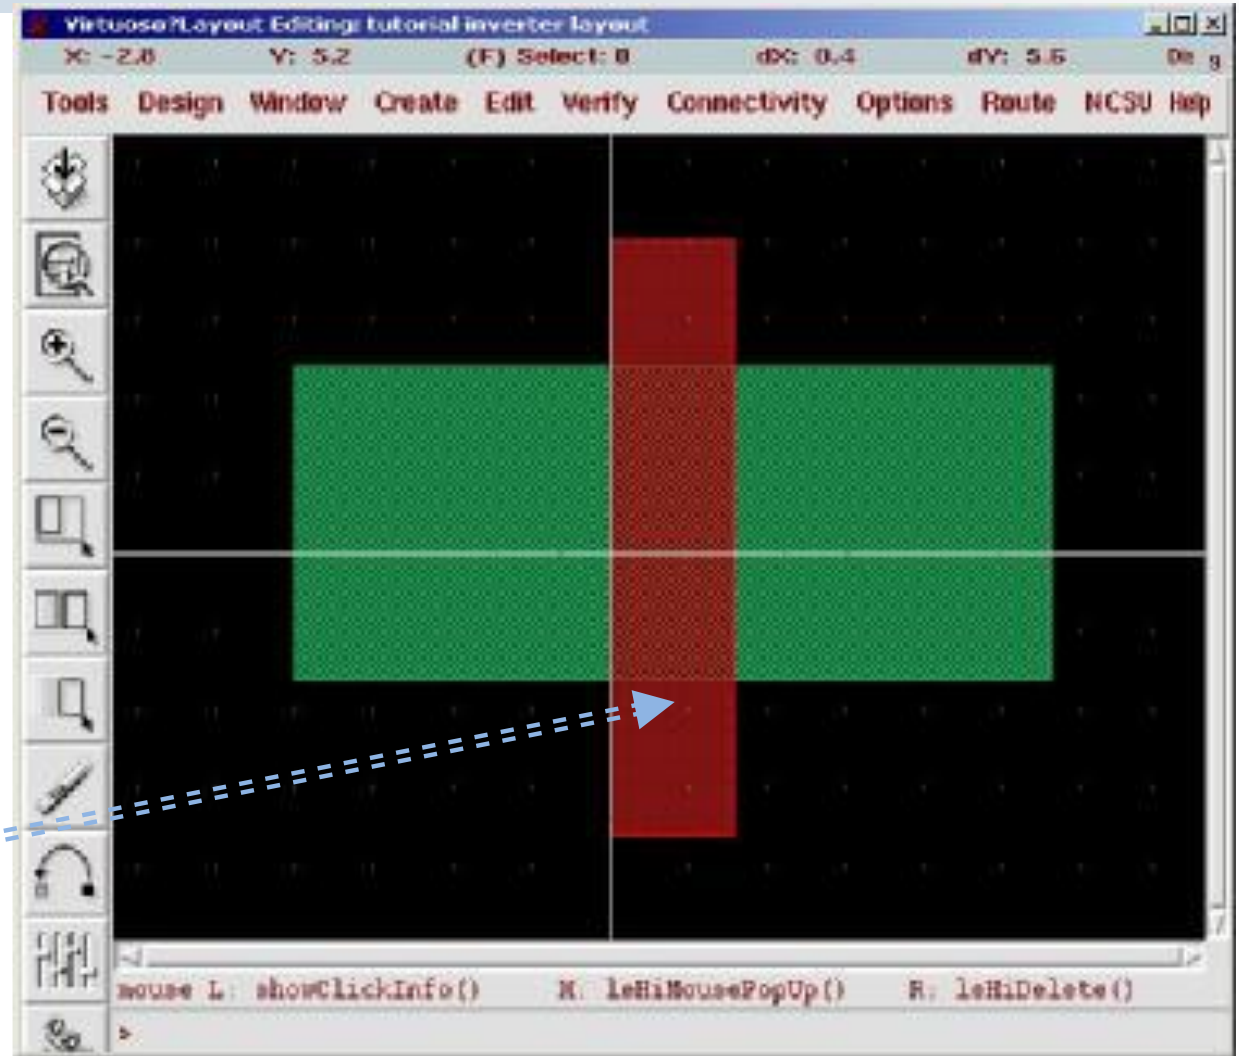 Virtuoso?Layout Editing: tutorial inverter layout
X: -2.8 Y: 5.2 (F) Select: 0 dX: 0.4 dY: 5.6
Tools Design Window Create Edit Verify Connectivity Options Route NCSU Help
mouse L: showClickInfo() M: leHiMousePopUp() R: leHiDelete()
>